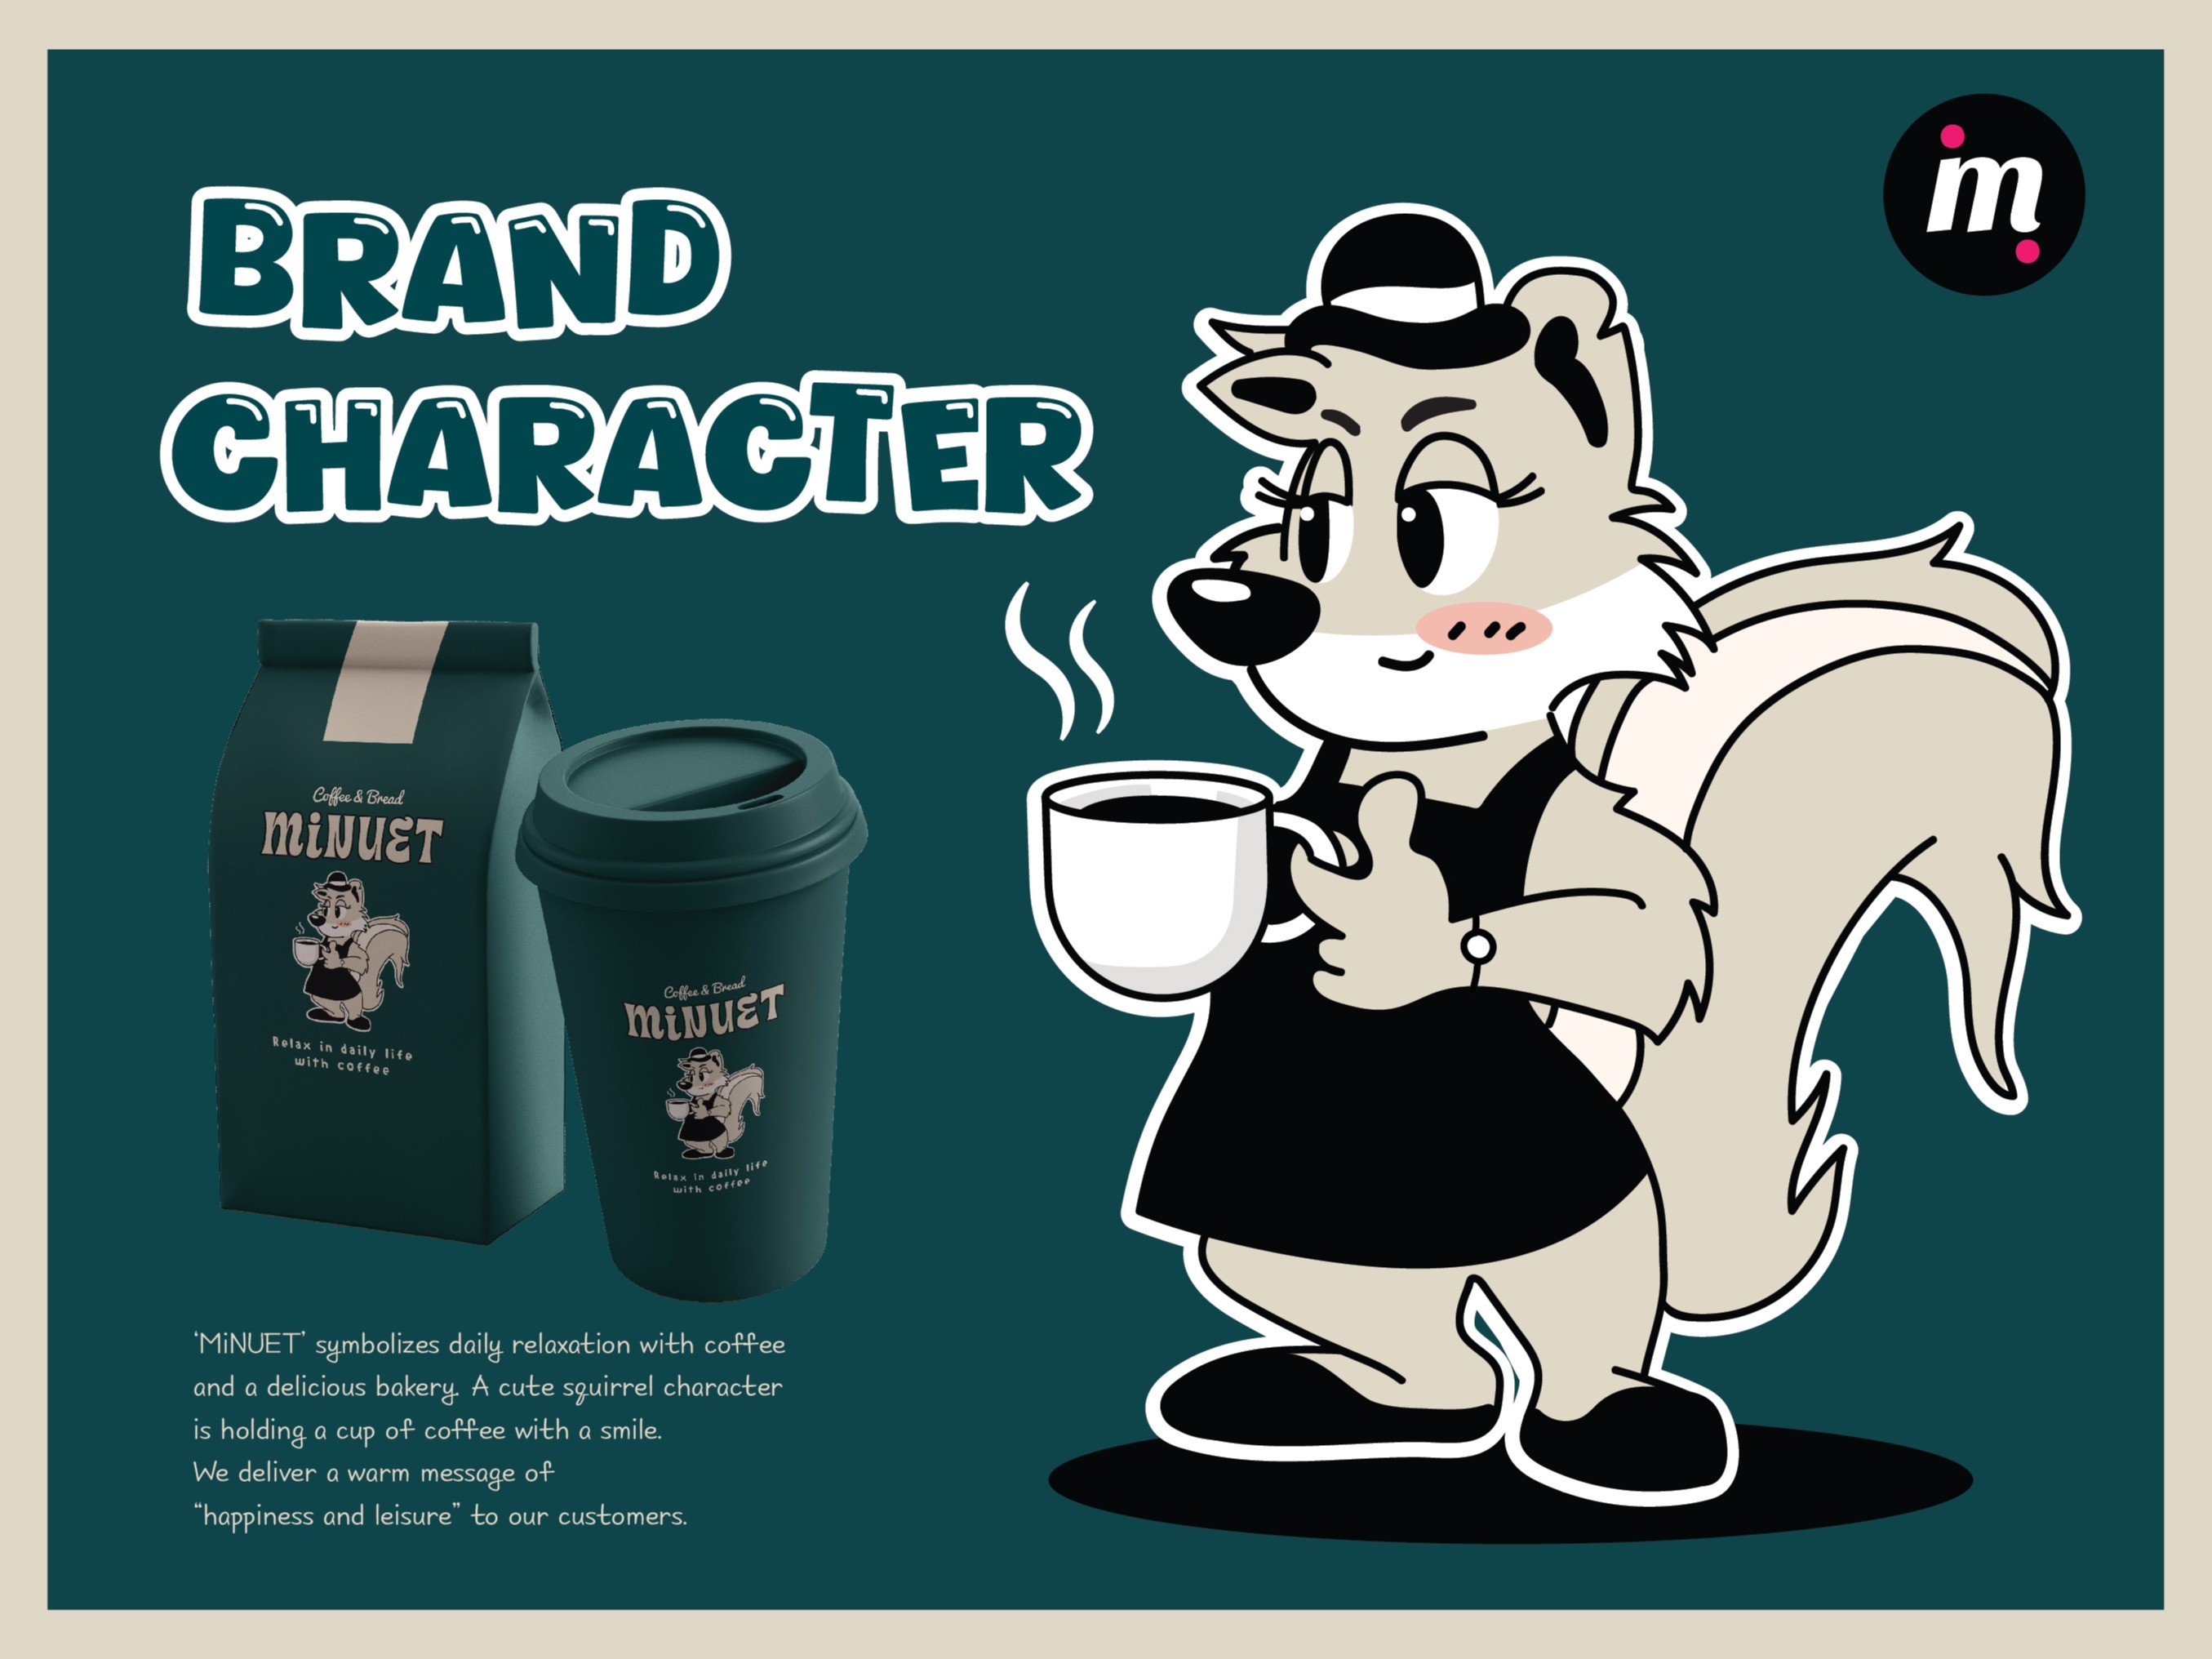 im
BRAND
CHARACTER
Coffee & Bread
MiNUET
Relax in daily life
with coffee
Coffee & Bread
MiNUET
Relax in daily life
with coffee
‘MiNUET’ symbolizes daily relaxation with coffee
and a delicious bakery. A cute squirrel character
is holding a cup of coffee with a smile.
We deliver a warm message of
“happiness and leisure” to our customers.